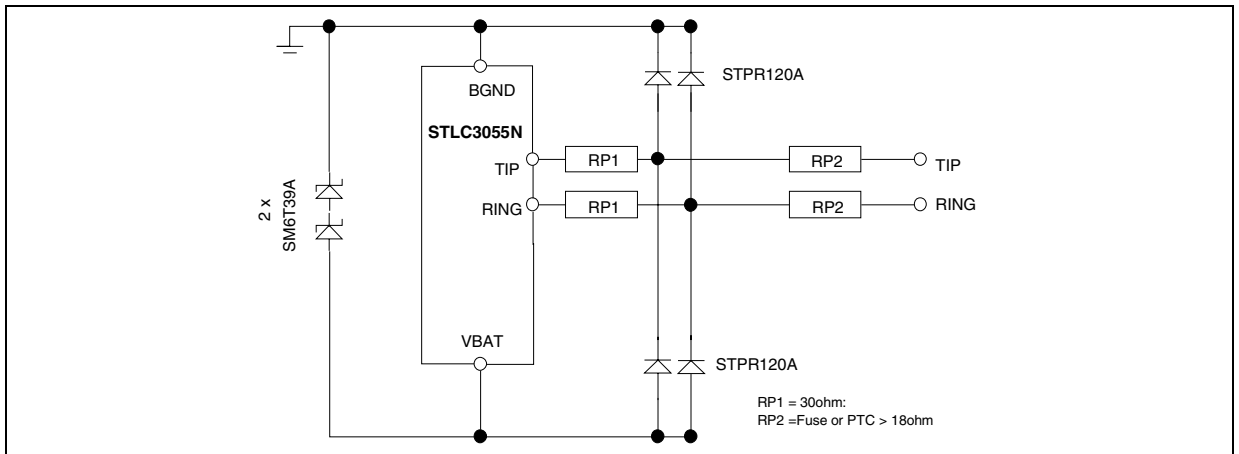 STPR120A
BGND
STLC3055N
TIP
RP1
RP2
TIP
RING
RP1
RP2
RING
2 x
SM6T39A
VBAT
STPR120A
RP1 = 30ohm:
RP2 =Fuse or PTC > 18ohm